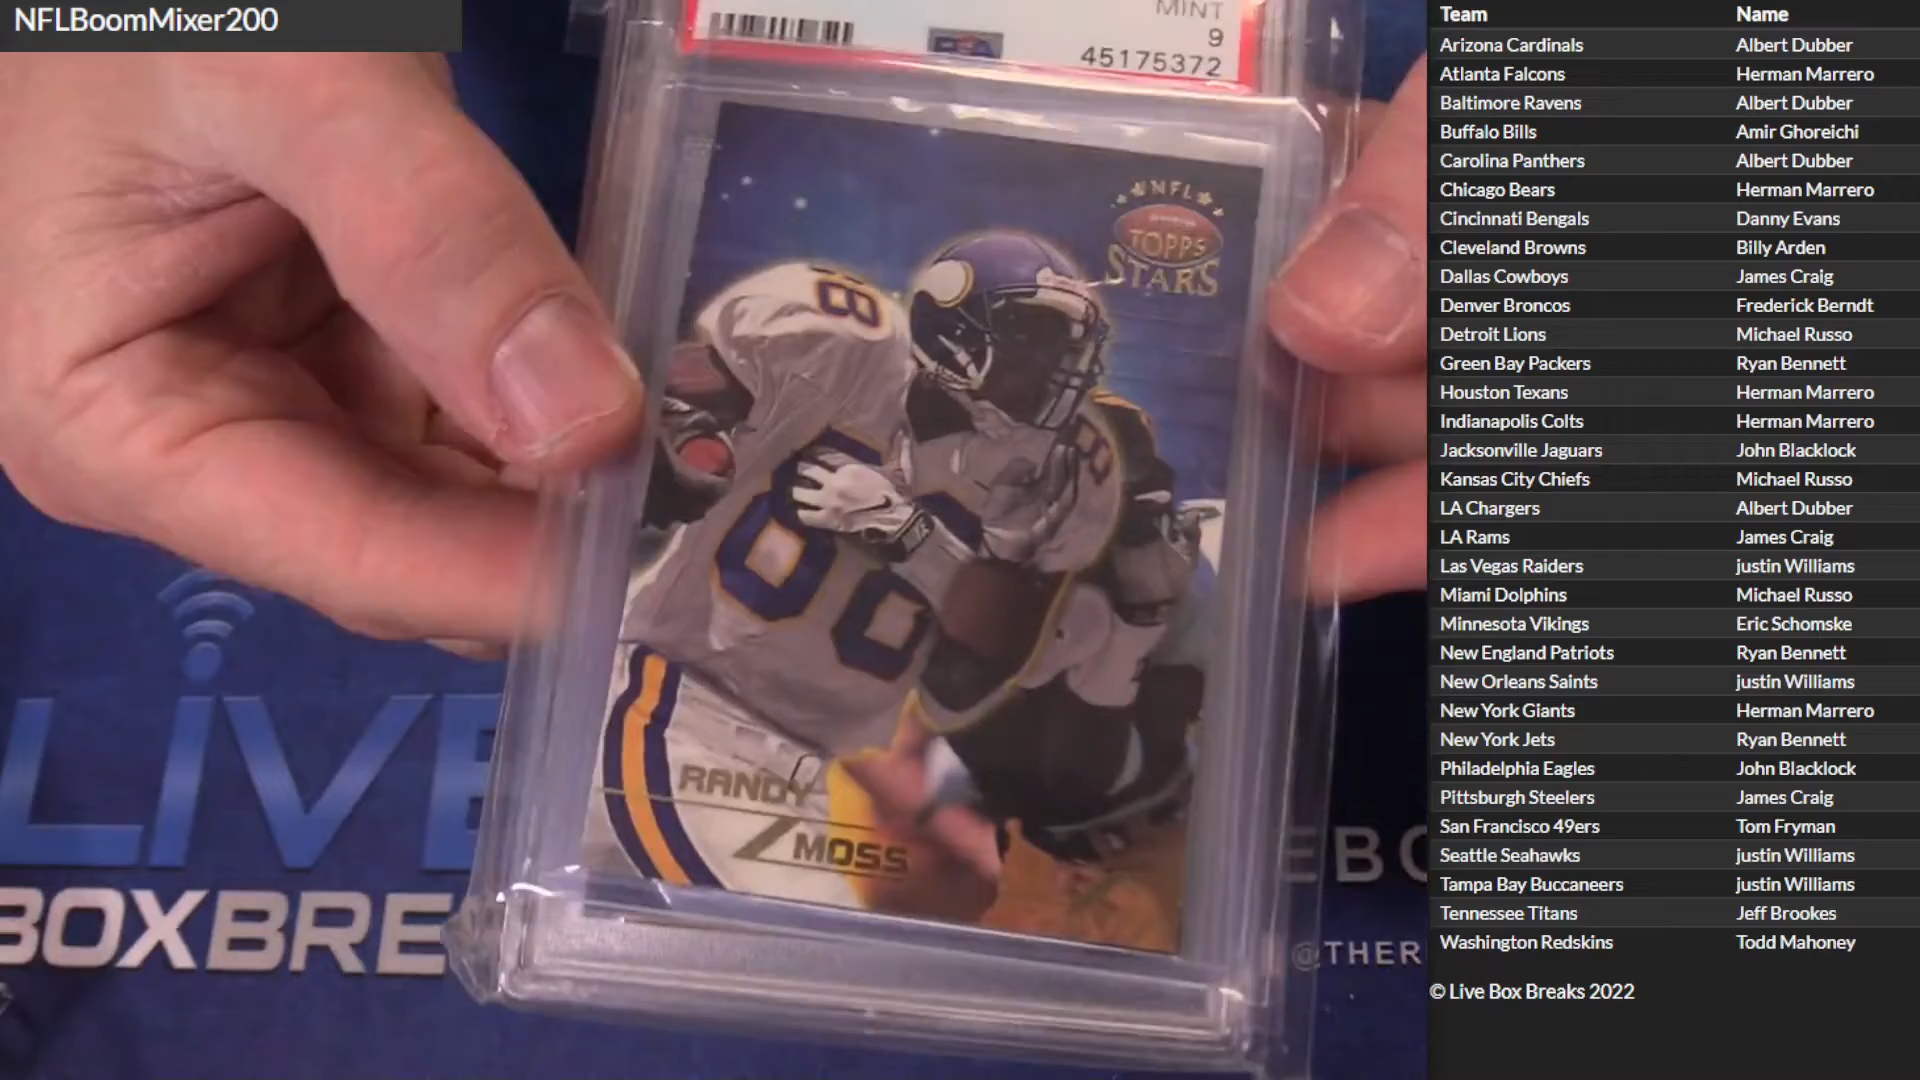 NFLBoomMixer200
MINT
9
45175372
NFL
TOPPS
STARS
88
RANDY
MOSS
LIVE
BOXBRE
EBO
@THER
Team Name
Arizona Cardinals Albert Dubber
Atlanta Falcons Herman Marrero
Baltimore Ravens Albert Dubber
Buffalo Bills Amir Ghoreichi
Carolina Panthers Albert Dubber
Chicago Bears Herman Marrero
Cincinnati Bengals Danny Evans
Cleveland Browns Billy Arden
Dallas Cowboys James Craig
Denver Broncos Frederick Berndt
Detroit Lions Michael Russo
Green Bay Packers Ryan Bennett
Houston Texans Herman Marrero
Indianapolis Colts Herman Marrero
Jacksonville Jaguars John Blacklock
Kansas City Chiefs Michael Russo
LA Chargers Albert Dubber
LA Rams James Craig
Las Vegas Raiders justin Williams
Miami Dolphins Michael Russo
Minnesota Vikings Eric Schomske
New England Patriots Ryan Bennett
New Orleans Saints justin Williams
New York Giants Herman Marrero
New York Jets Ryan Bennett
Philadelphia Eagles John Blacklock
Pittsburgh Steelers James Craig
San Francisco 49ers Tom Fryman
Seattle Seahawks justin Williams
Tampa Bay Buccaneers justin Williams
Tennessee Titans Jeff Brookes
Washington Redskins Todd Mahoney
© Live Box Breaks 2022